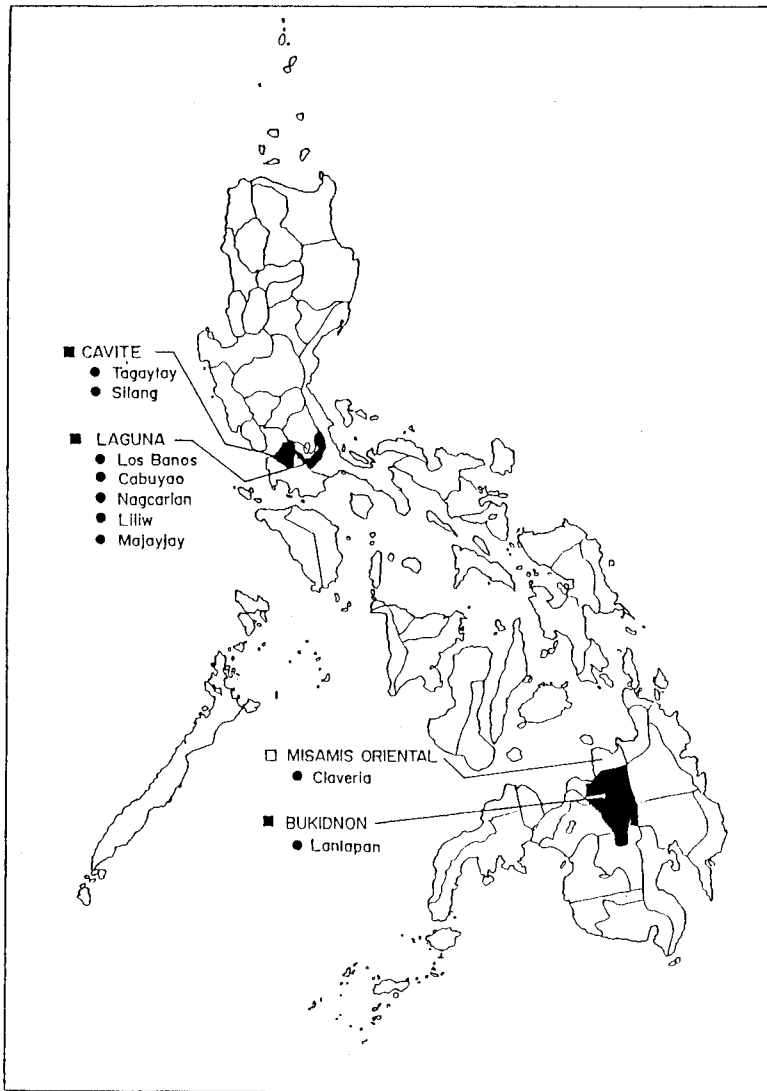 CAVITE
Tagaytay
Silang
LAGUNA
Los Banos
Cabuyao
Nagcarlan
Liliw
Majayjay
MISAMIS ORIENTAL
Claveria
BUKIDNON
Lantapan